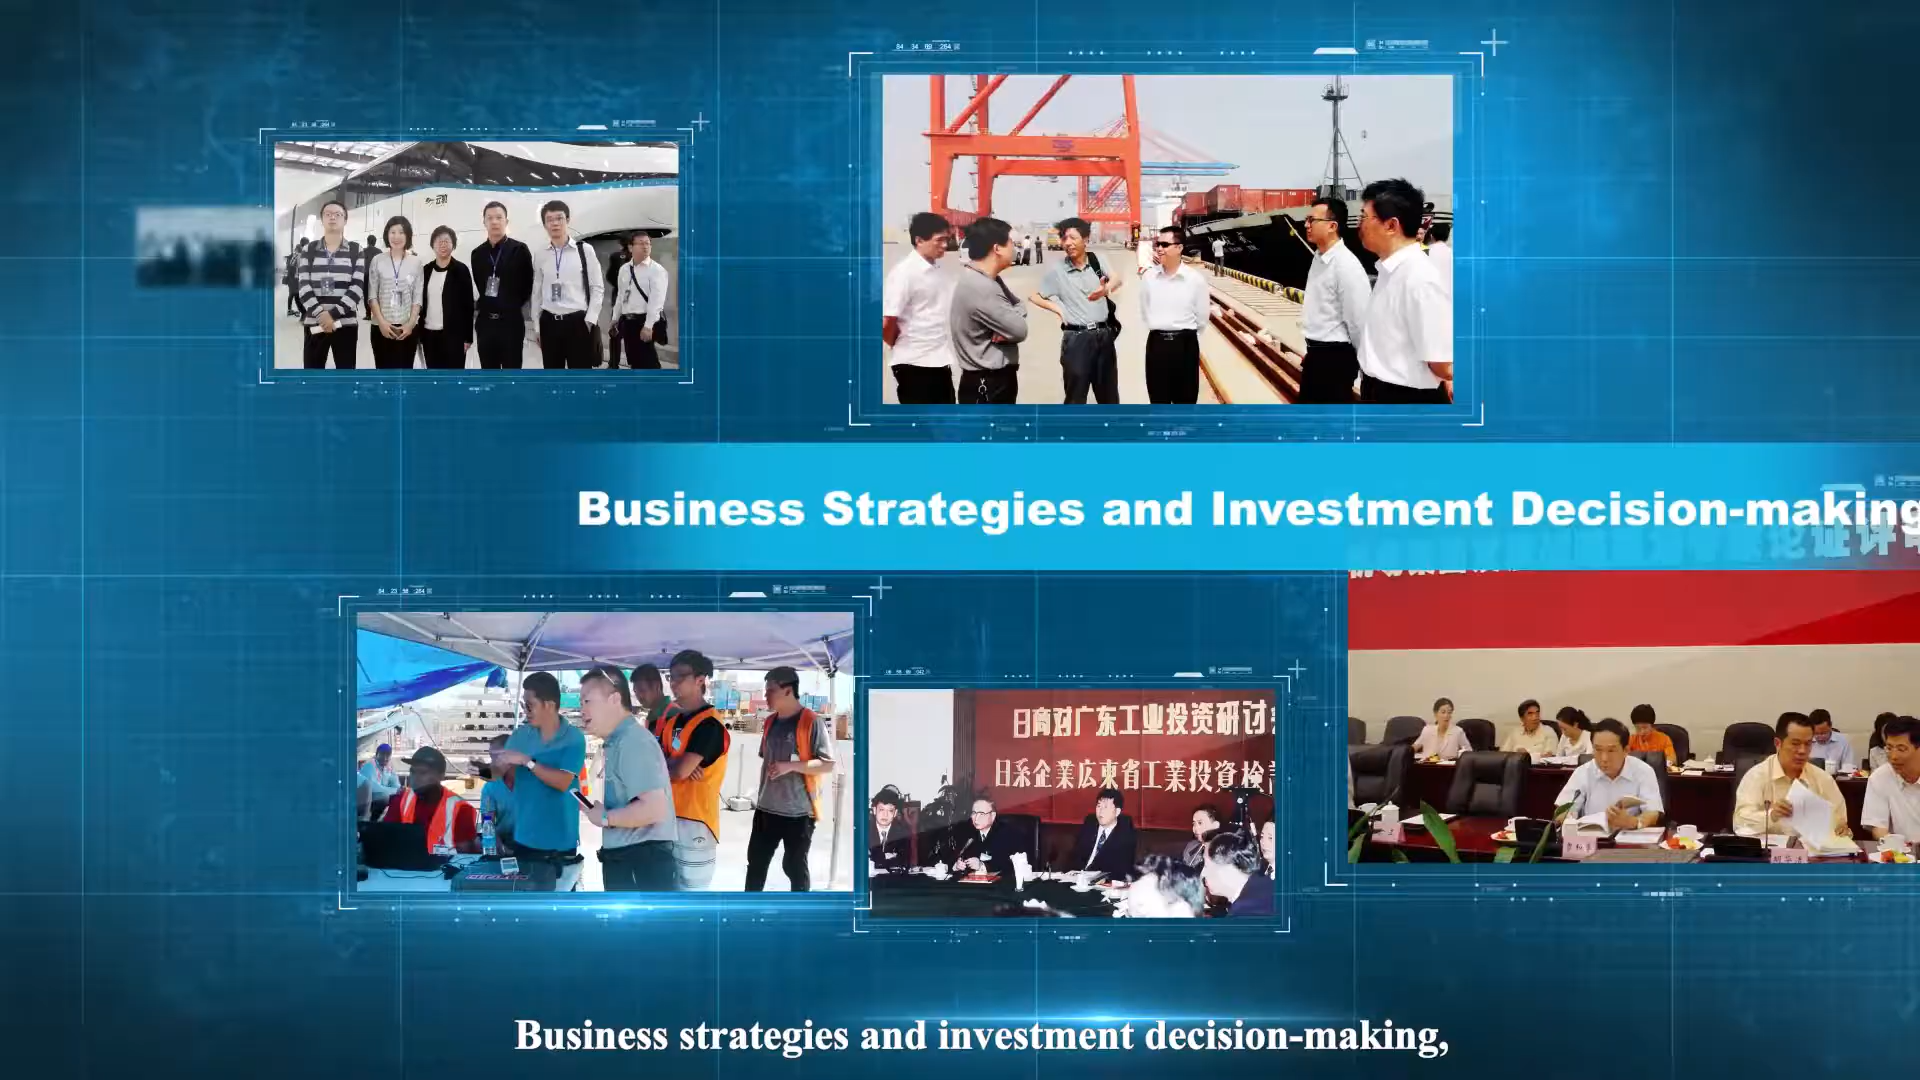 Business Strategies and Investment Decision-making
日商对广东工业投资研讨
日系企業広東省工業投資検討
Business strategies and investment decision-making,